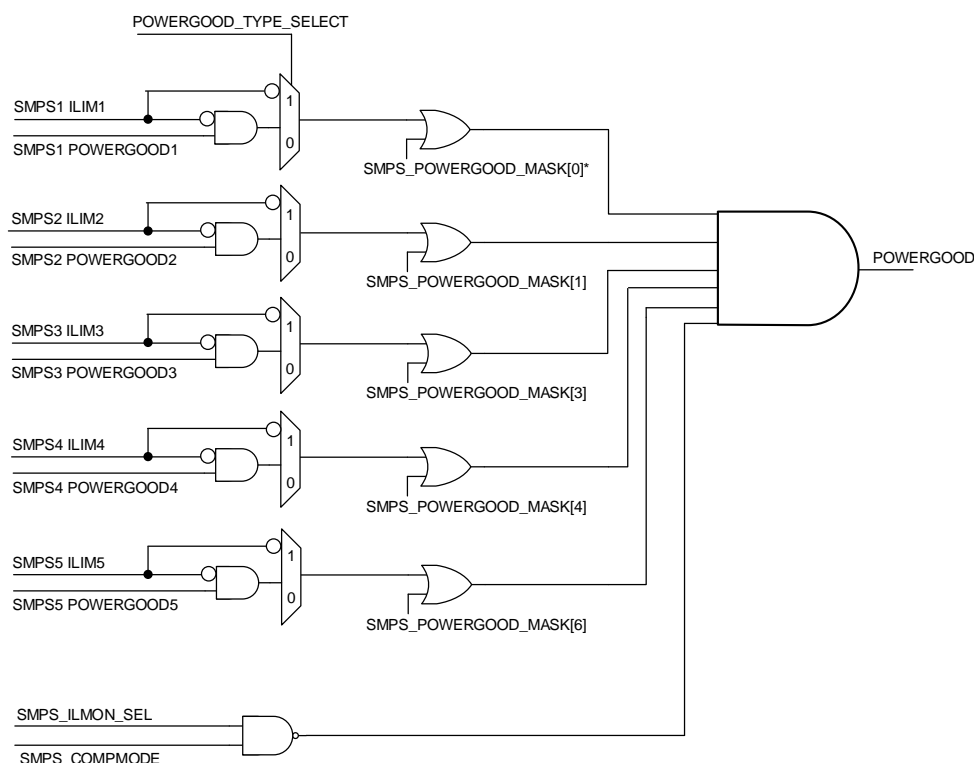 POWERGOOD_TYPE_SELECT
1
SMPS1 ILIM1
0
SMPS1 POWERGOOD1
SMPS_POWERGOOD_MASK[0]*
1
SMPS2 ILIM2
0
SMPS2 POWERGOOD2
POWERGOOD
SMPS_POWERGOOD_MASK[1]
1
SMPS3 ILIM3
0
SMPS3 POWERGOOD3
SMPS_POWERGOOD_MASK[3]
1
SMPS4 ILIM4
0
SMPS4 POWERGOOD4
SMPS_POWERGOOD_MASK[4]
1
SMPS5 ILIM5
0
SMPS5 POWERGOOD5
SMPS_POWERGOOD_MASK[6]
SMPS_ILMON_SEL
SMPS_COMPMODE